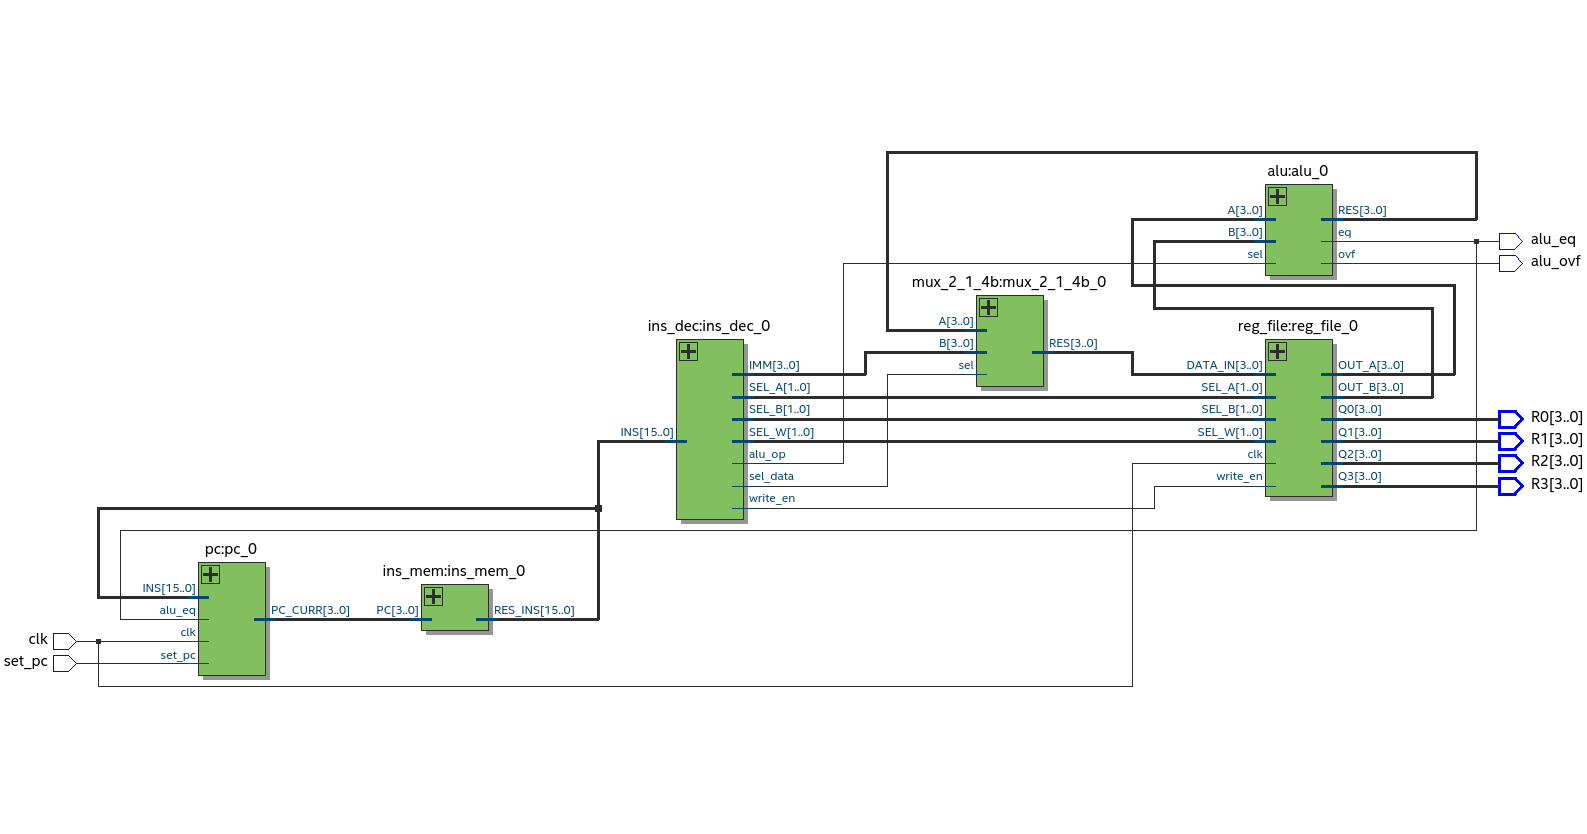 alu:alu_0
A[3..0]
B[3..0]
sel
RES[3..0]
eq
ovf
alu_eq
alu_ovf
mux_2_1_4b:mux_2_1_4b_0
A[3..0]
B[3..0]
sel
RES[3..0]
ins_dec:ins_dec_0
INS[15..0]
IMM[3..0]
SEL_A[1..0]
SEL_B[1..0]
SEL_W[1..0]
alu_op
sel_data
write_en
reg_file:reg_file_0
DATA_IN[3..0]
SEL_A[1..0]
SEL_B[1..0]
SEL_W[1..0]
clk
write_en
OUT_A[3..0]
OUT_B[3..0]
Q0[3..0]
Q1[3..0]
Q2[3..0]
Q3[3..0]
R0[3..0]
R1[3..0]
R2[3..0]
R3[3..0]
pc:pc_0
INS[15..0]
alu_eq
clk
set_pc
PC_CURR[3..0]
ins_mem:ins_mem_0
PC[3..0]
RES_INS[15..0]
clk
set_pc